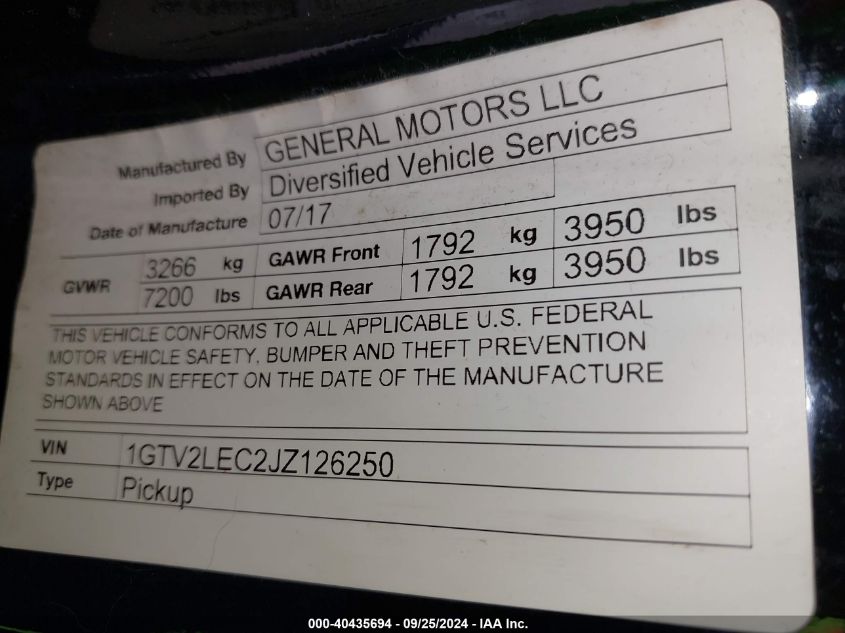 Manufactured By GENERAL MOTORS LLC
Imported By Diversified Vehicle Services
Date of Manufacture 07/17
GVWR 3266 kg GAWR Front 1792 kg 3950 lbs
7200 lbs GAWR Rear 1792 kg 3950 lbs
THIS VEHICLE CONFORMS TO ALL APPLICABLE U.S. FEDERAL
MOTOR VEHICLE SAFETY, BUMPER AND THEFT PREVENTION
STANDARDS IN EFFECT ON THE DATE OF THE MANUFACTURE
SHOWN ABOVE
VIN 1GTV2LEC2JZ126250
Type Pickup
000-40435694 - 09/25/2024 - IAA Inc.